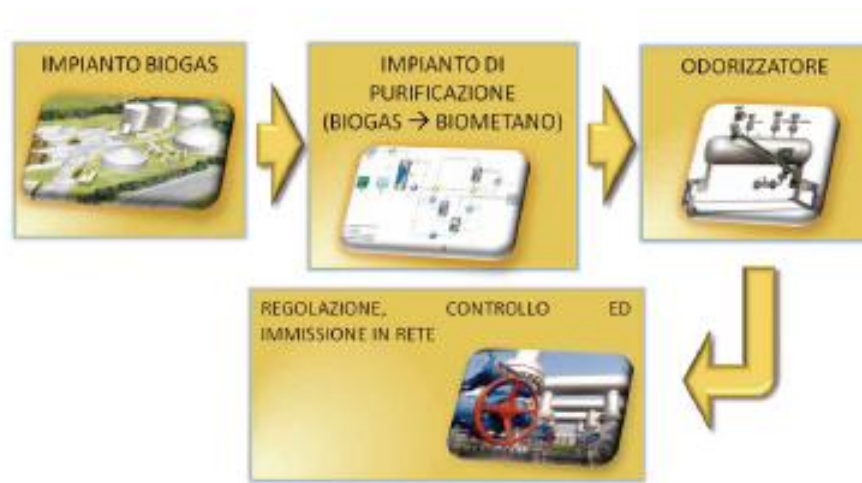 IMPIANTO BIOGAS
IMPIANTO DI
PURIFICAZIONE
(BIOGAS → BIOMETANO)
ODORIZZATORE
REGOLAZIONE, CONTROLLO ED
IMMISSIONE IN RETE